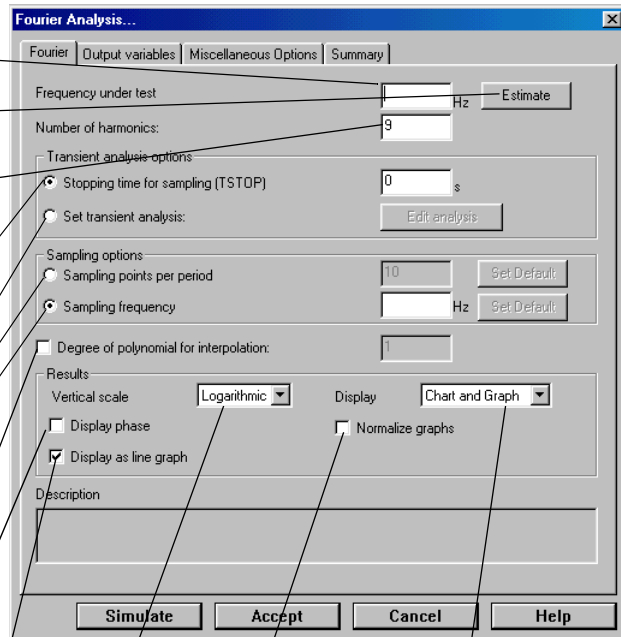 Fourier Analysis...
Fourier Output variables Miscellaneous Options Summary
Frequency under test Hz Estimate
Number of harmonics: 9
Transient analysis options
Stopping time for sampling (TSTOP) 0 s
Set transient analysis: Edit analysis
Sampling options
Sampling points per period 10 Set Default
Sampling frequency Hz Set Default
Degree of polynomial for interpolation: 1
Results
Vertical scale Logarithmic Display Chart and Graph
Display phase Normalize graphs
Display as line graph
Description
Simulate Accept Cancel Help